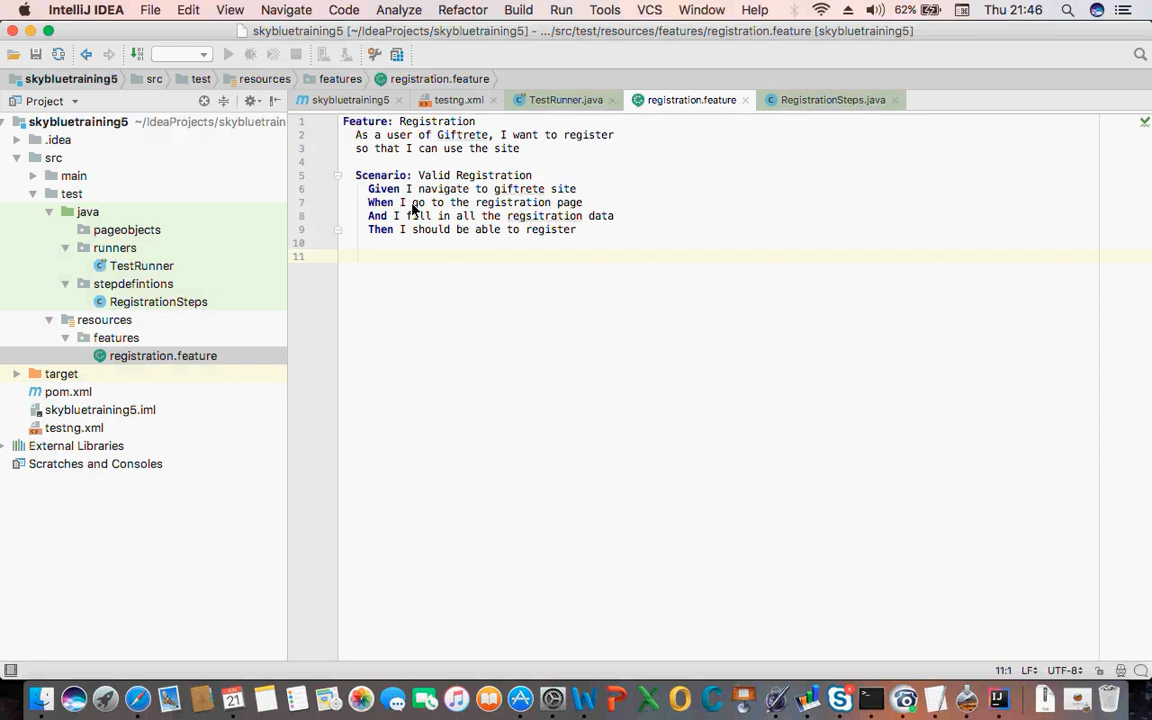 IntelliJ IDEA File Edit View Navigate Code Analyze Refactor Build Run Tools VCS Window Help 62% Thu 21:46
skybluetraining5 [~/IdeaProjects/skybluetraining5] - .../src/test/resources/features/registration.feature [skybluetraining5]
skybluetraining5 src test resources features registration.feature
Project skybluetraining5 testng.xml TestRunner.java registration.feature RegistrationSteps.java
skybluetraining5 ~/IdeaProjects/skybluetrain
.idea
src
main
test
java
pageobjects
runners
TestRunner
stepdefintions
RegistrationSteps
resources
features
registration.feature
target
pom.xml
skybluetraining5.iml
testng.xml
External Libraries
Scratches and Consoles
1 Feature: Registration
2 As a user of Giftrete, I want to register
3 so that I can use the site
4
5 Scenario: Valid Registration
6 Given I navigate to giftrete site
7 When I go to the registration page
8 And I fill in all the regsitration data
9 Then I should be able to register
10
11
11:1 LF UTF-8